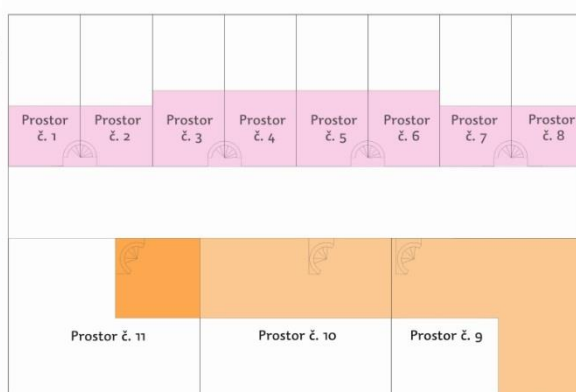 Prostor
č. 1
Prostor
č. 2
Prostor
č. 3
Prostor
č. 4
Prostor
č. 5
Prostor
č. 6
Prostor
č. 7
Prostor
č. 8
Prostor č. 11
Prostor č. 10
Prostor č. 9